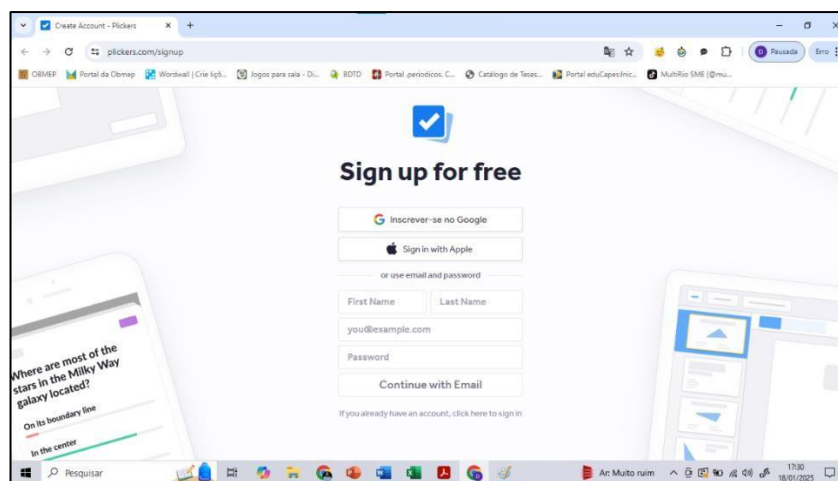 Create Account - Plickers
plickers.com/signup
Pausada
Erro
OBMEP
Portal da Obmep
Wordwall | Crie liçõ...
Jogos para sala - Di...
BDTD
Portal .periodicos. C...
Catálogo de Teses...
Portal eduCapes:Inic...
MultiRio SME (@mu...
Sign up for free
Inscrever-se no Google
Sign in with Apple
or use email and password
First Name
Last Name
you@example.com
Password
Continue with Email
If you already have an account, click here to sign in
Where are most of the
stars in the Milky Way
galaxy located?
On its boundary line
In the center
Pesquisar
Ar: Muito ruim
17:30
18/01/2025